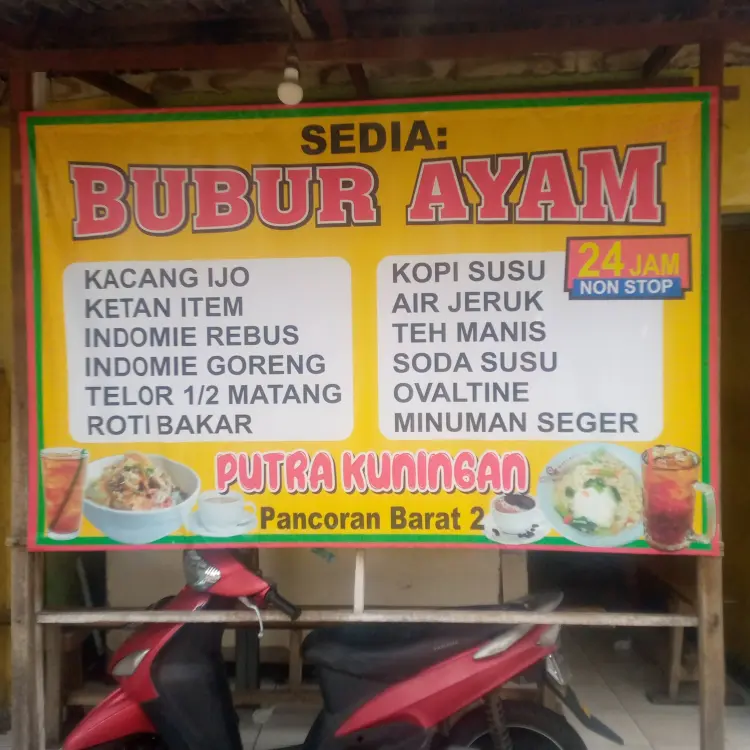 SEDIA:
BUBUR AYAM
24 JAM
NON STOP
KACANG IJO
KETAN ITEM
INDOMIE REBUS
INDOMIE GORENG
TELOR 1/2 MATANG
ROTI BAKAR
KOPI SUSU
AIR JERUK
TEH MANIS
SODA SUSU
OVALTINE
MINUMAN SEGER
PUTRA KUNINGAN
Pancoran Barat 2